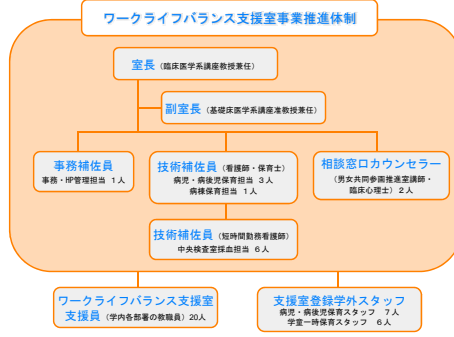 ワークライフバランス支援室事業推進体制
室長（臨床医学系講座教授兼任）
副室長（基礎床医学系講座准教授兼任）
事務補佐員
事務・HP管理担当 1人
技術補佐員（看護師・保育士）
病児・病後児保育担当 3人
病棟保育担当 1人
相談窓口カウンセラー
（男女共同参画推進室講師・
臨床心理士）2人
技術補佐員（短時間勤務看護師）
中央検査室採血担当 6人
ワークライフバランス支援室
支援員（学内各部署の教職員）20人
支援室登録学外スタッフ
病児・病後児保育スタッフ 7人
学童一時保育スタッフ 6人